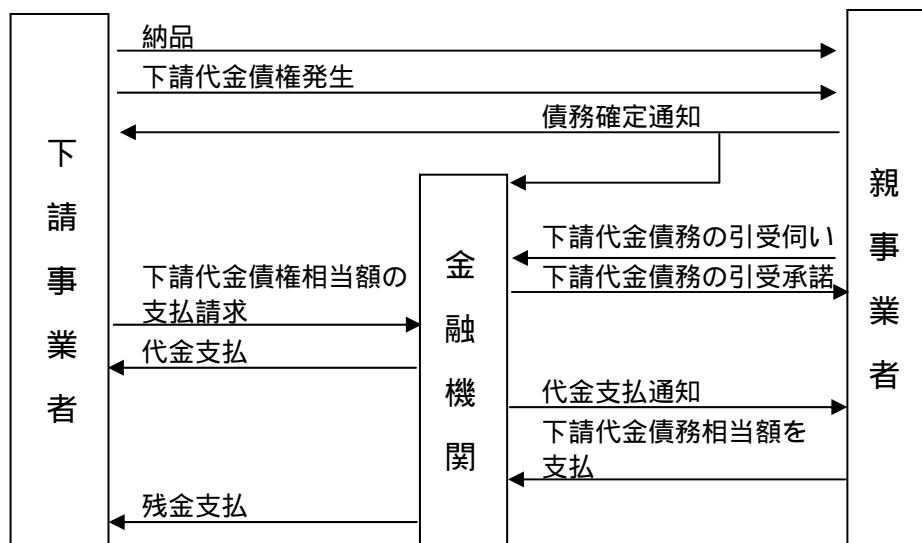 納品
下請代金債権発生
債務確定通知
下請事業者
金融機関
親事業者
下請代金債務の引受伺い
下請代金債務の引受承諾
下請代金債権相当額の
支払請求
代金支払
代金支払通知
下請代金債務相当額を
支払
残金支払